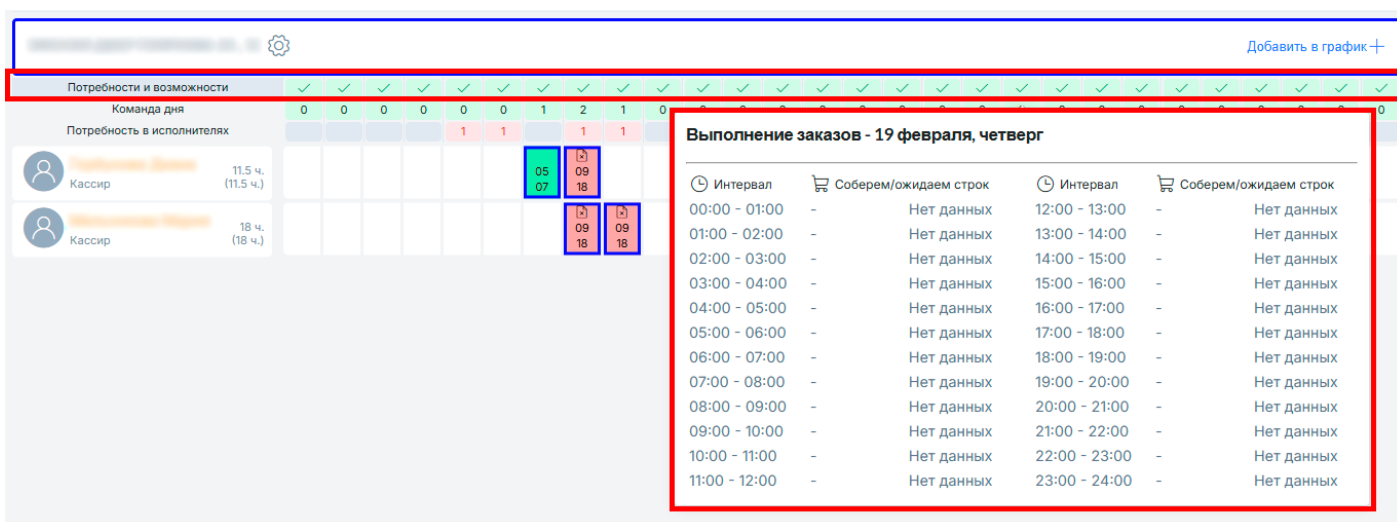 Добавить в график +
Потребности и возможности
Команда дня 0 0 0 0 0 0 1 2 1 0 0
Потребность в исполнителях 1 1 1 1
11.5 ч.
Кассир (11.5 ч.)
05 09
07 18
18 ч.
Кассир (18 ч.)
09 09
18 18
Выполнение заказов - 19 февраля, четверг
Интервал Соберем/ожидаем строк Интервал Соберем/ожидаем строк
00:00 - 01:00 - Нет данных 12:00 - 13:00 - Нет данных
01:00 - 02:00 - Нет данных 13:00 - 14:00 - Нет данных
02:00 - 03:00 - Нет данных 14:00 - 15:00 - Нет данных
03:00 - 04:00 - Нет данных 15:00 - 16:00 - Нет данных
04:00 - 05:00 - Нет данных 16:00 - 17:00 - Нет данных
05:00 - 06:00 - Нет данных 17:00 - 18:00 - Нет данных
06:00 - 07:00 - Нет данных 18:00 - 19:00 - Нет данных
07:00 - 08:00 - Нет данных 19:00 - 20:00 - Нет данных
08:00 - 09:00 - Нет данных 20:00 - 21:00 - Нет данных
09:00 - 10:00 - Нет данных 21:00 - 22:00 - Нет данных
10:00 - 11:00 - Нет данных 22:00 - 23:00 - Нет данных
11:00 - 12:00 - Нет данных 23:00 - 24:00 - Нет данных